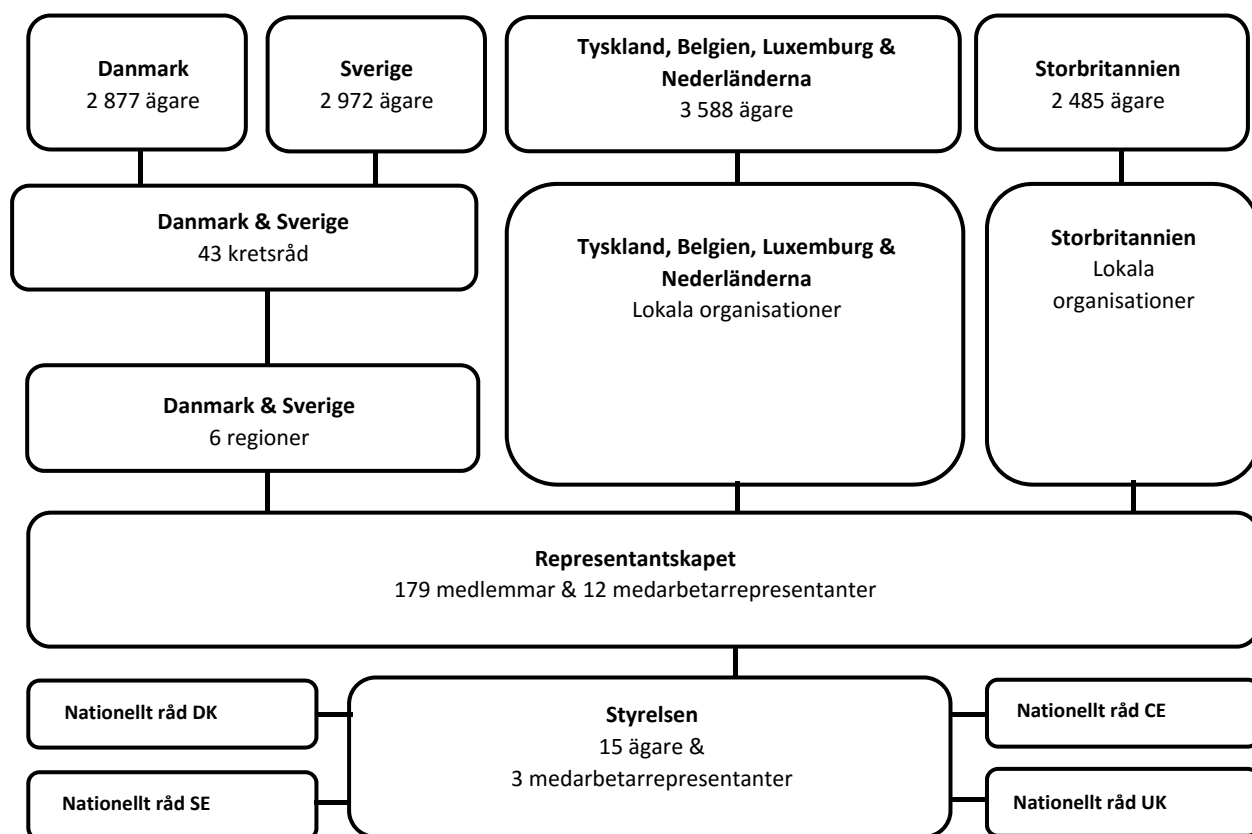 Danmark
2 877 ägare
Sverige
2 972 ägare
Tyskland, Belgien, Luxemburg &
Nederländerna
3 588 ägare
Storbritannien
2 485 ägare
Danmark & Sverige
43 kretsråd
Tyskland, Belgien, Luxemburg &
Nederländerna
Lokala organisationer
Storbritannien
Lokala
organisationer
Danmark & Sverige
6 regioner
Representantskapet
179 medlemmar & 12 medarbetarrepresentanter
Nationellt råd DK
Styrelsen
15 ägare &
3 medarbetarrepresentanter
Nationellt råd CE
Nationellt råd SE
Nationellt råd UK